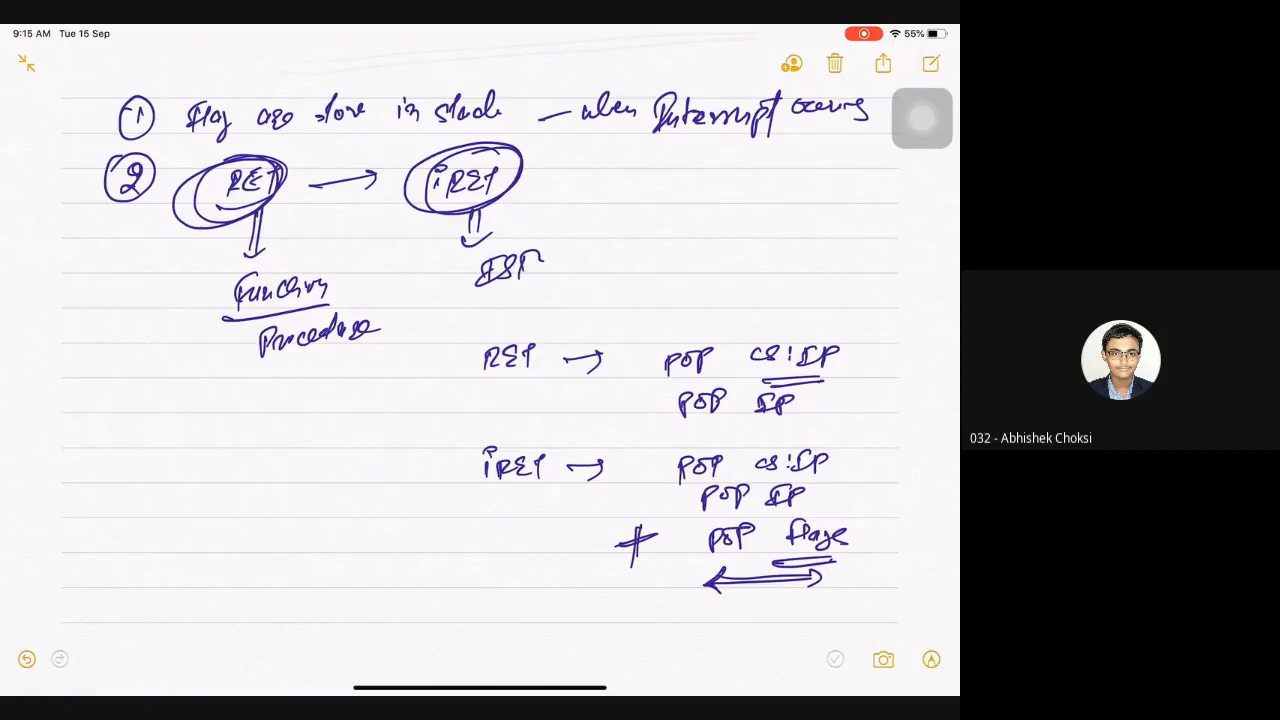 9:15 AM Tue 15 Sep
55%
1 flag are store in stack — when Interrupt occurs
2 RET → iRET
Function
Procedure
ISR
RET → POP CS:IP
POP IP
iRET → POP CS:IP
POP IP
+ POP flags
032 - Abhishek Choksi